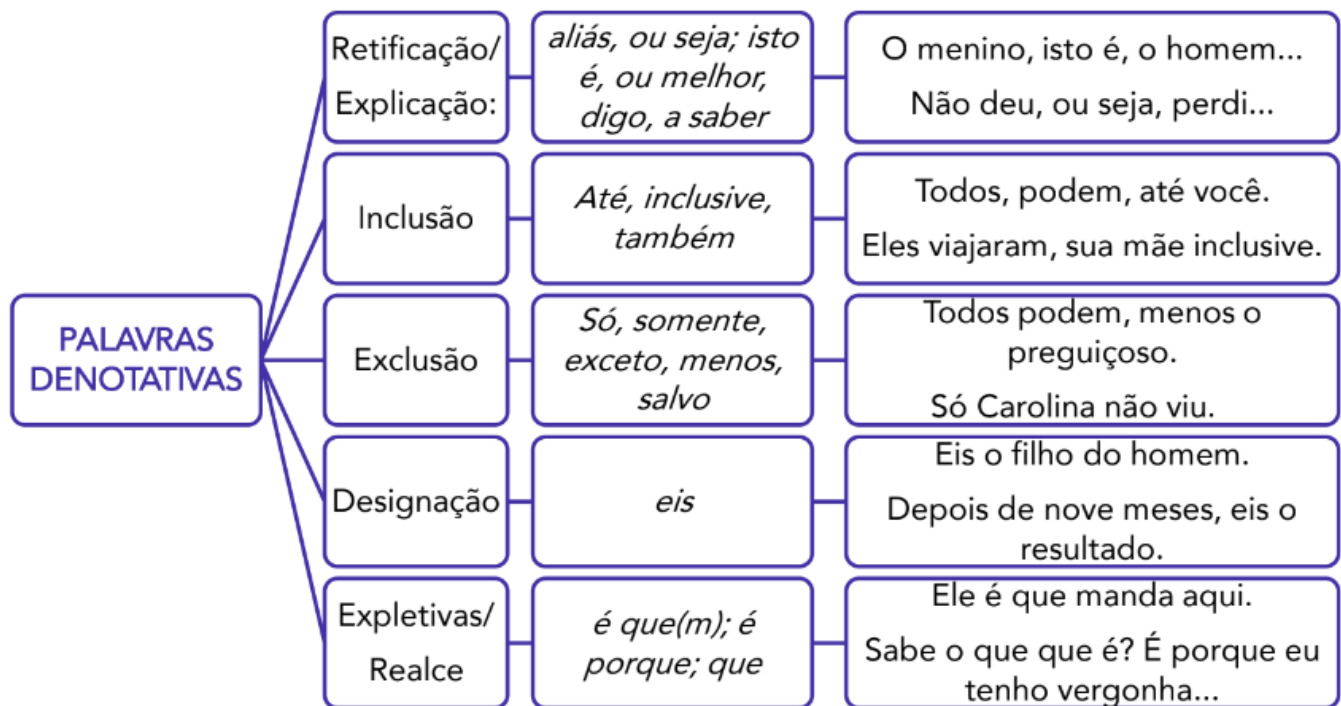 PALAVRAS
DENOTATIVAS
Retificação/
Explicação:
aliás, ou seja; isto
é, ou melhor,
digo, a saber
O menino, isto é, o homem...
Não deu, ou seja, perdi...
Inclusão
Até, inclusive,
também
Todos, podem, até você.
Eles viajaram, sua mãe inclusive.
Exclusão
Só, somente,
exceto, menos,
salvo
Todos podem, menos o
preguiçoso.
Só Carolina não viu.
Designação
eis
Eis o filho do homem.
Depois de nove meses, eis o
resultado.
Expletivas/
Realce
é que(m); é
porque; que
Ele é que manda aqui.
Sabe o que que é? É porque eu
tenho vergonha...